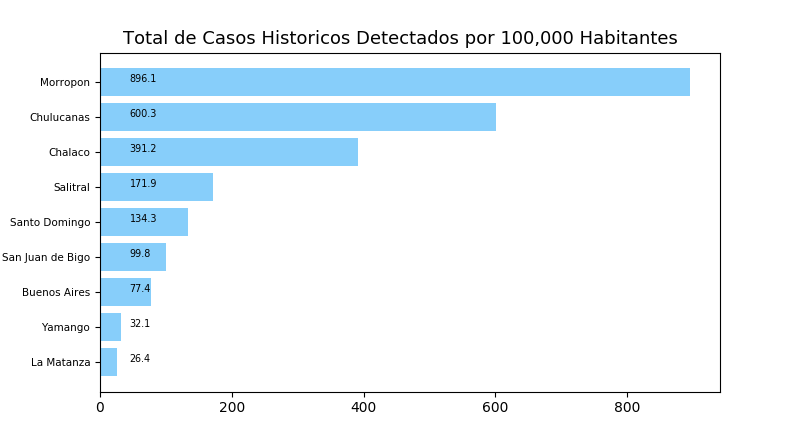 Total de Casos Historicos Detectados por 100,000 Habitantes
Morropon 896.1
Chulucanas 600.3
Chalaco 391.2
Salitral 171.9
Santo Domingo 134.3
San Juan de Bigo 99.8
Buenos Aires 77.4
Yamango 32.1
La Matanza 26.4
0 200 400 600 800